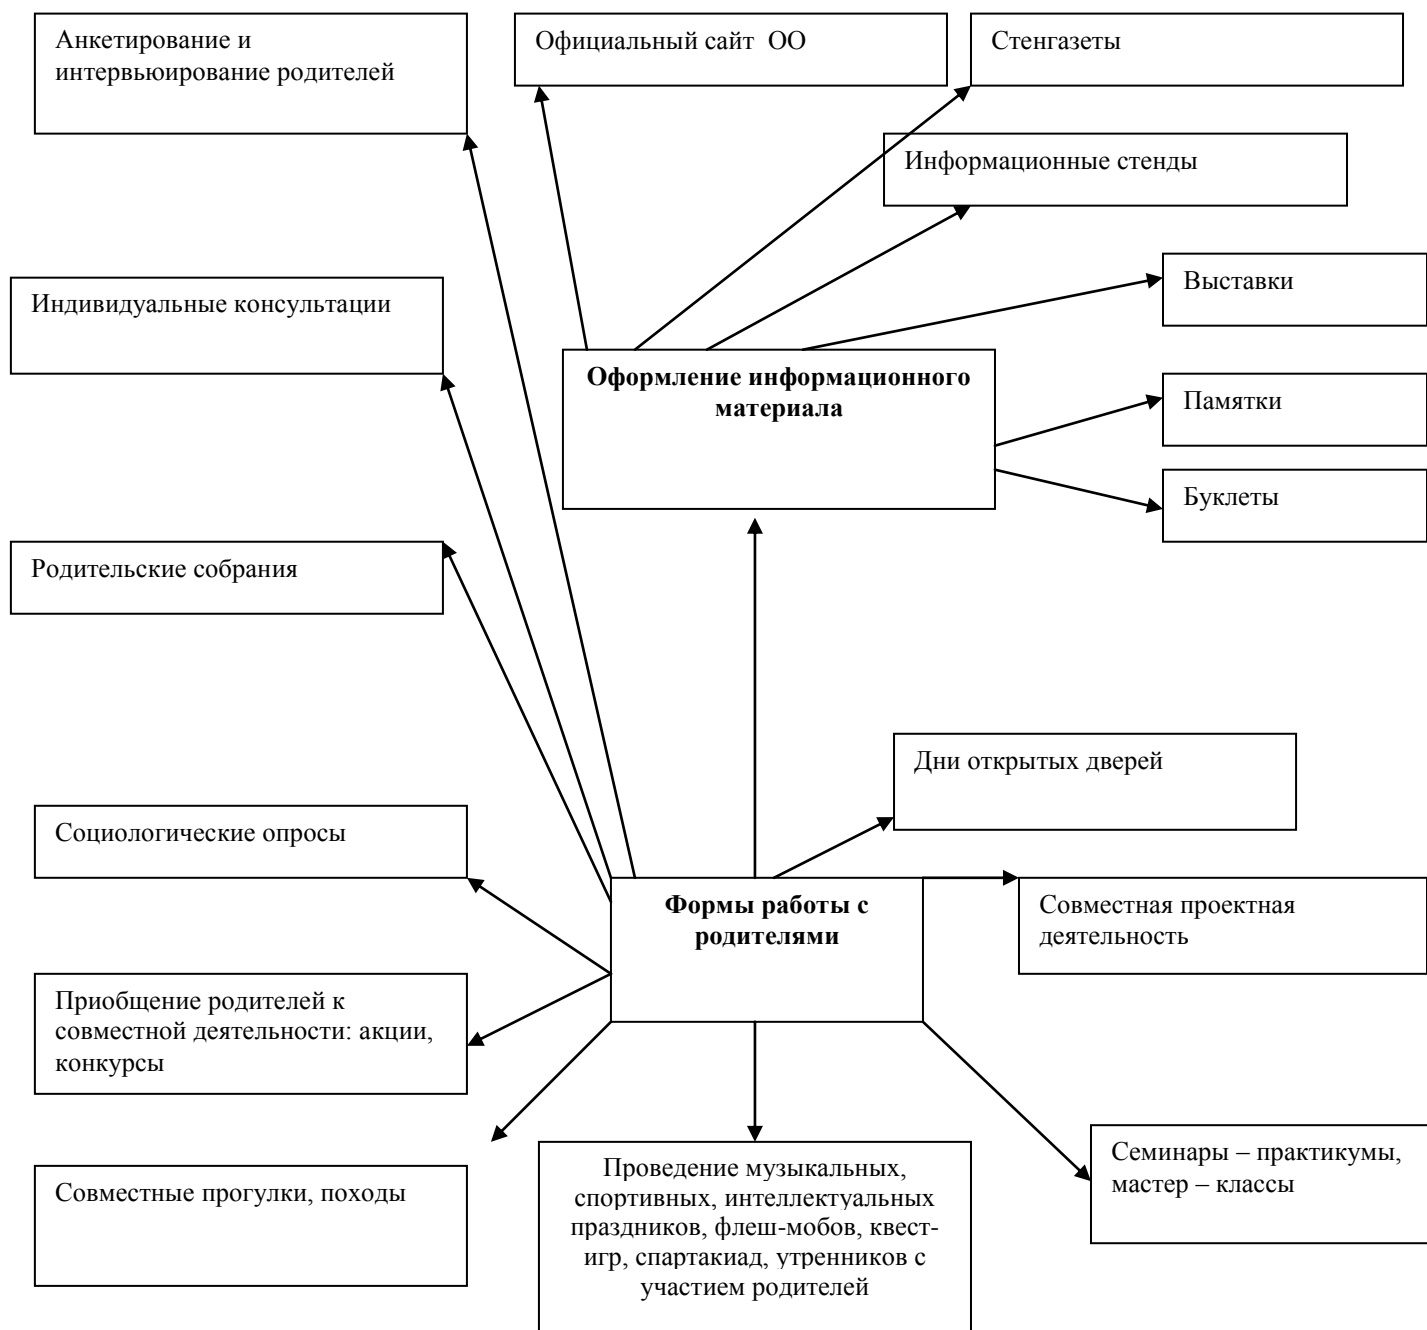 Анкетирование и
интервьюирование родителей
Официальный сайт  ОО
Стенгазеты
Информационные стенды
Индивидуальные консультации
Выставки
Оформление информационного
материала
Памятки
Буклеты
Родительские собрания
Дни открытых дверей
Социологические опросы
Формы работы с
родителями
Совместная проектная
деятельность
Приобщение родителей к
совместной деятельности: акции,
конкурсы
Семинары – практикумы,
мастер – классы
Совместные прогулки, походы
Проведение музыкальных,
спортивных, интеллектуальных
праздников, флеш-мобов, квест-
игр, спартакиад, утренников с
участием родителей